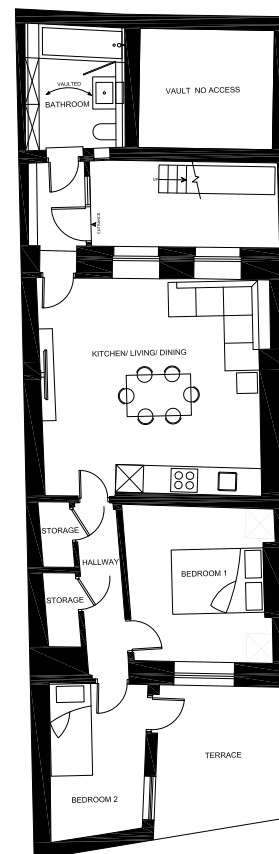 VAULTED
BATHROOM
VAULT NO ACCESS
UP
ENTRANCE
KITCHEN/ LIVING/ DINING
STORAGE
HALLWAY
BEDROOM 1
STORAGE
TERRACE
BEDROOM 2